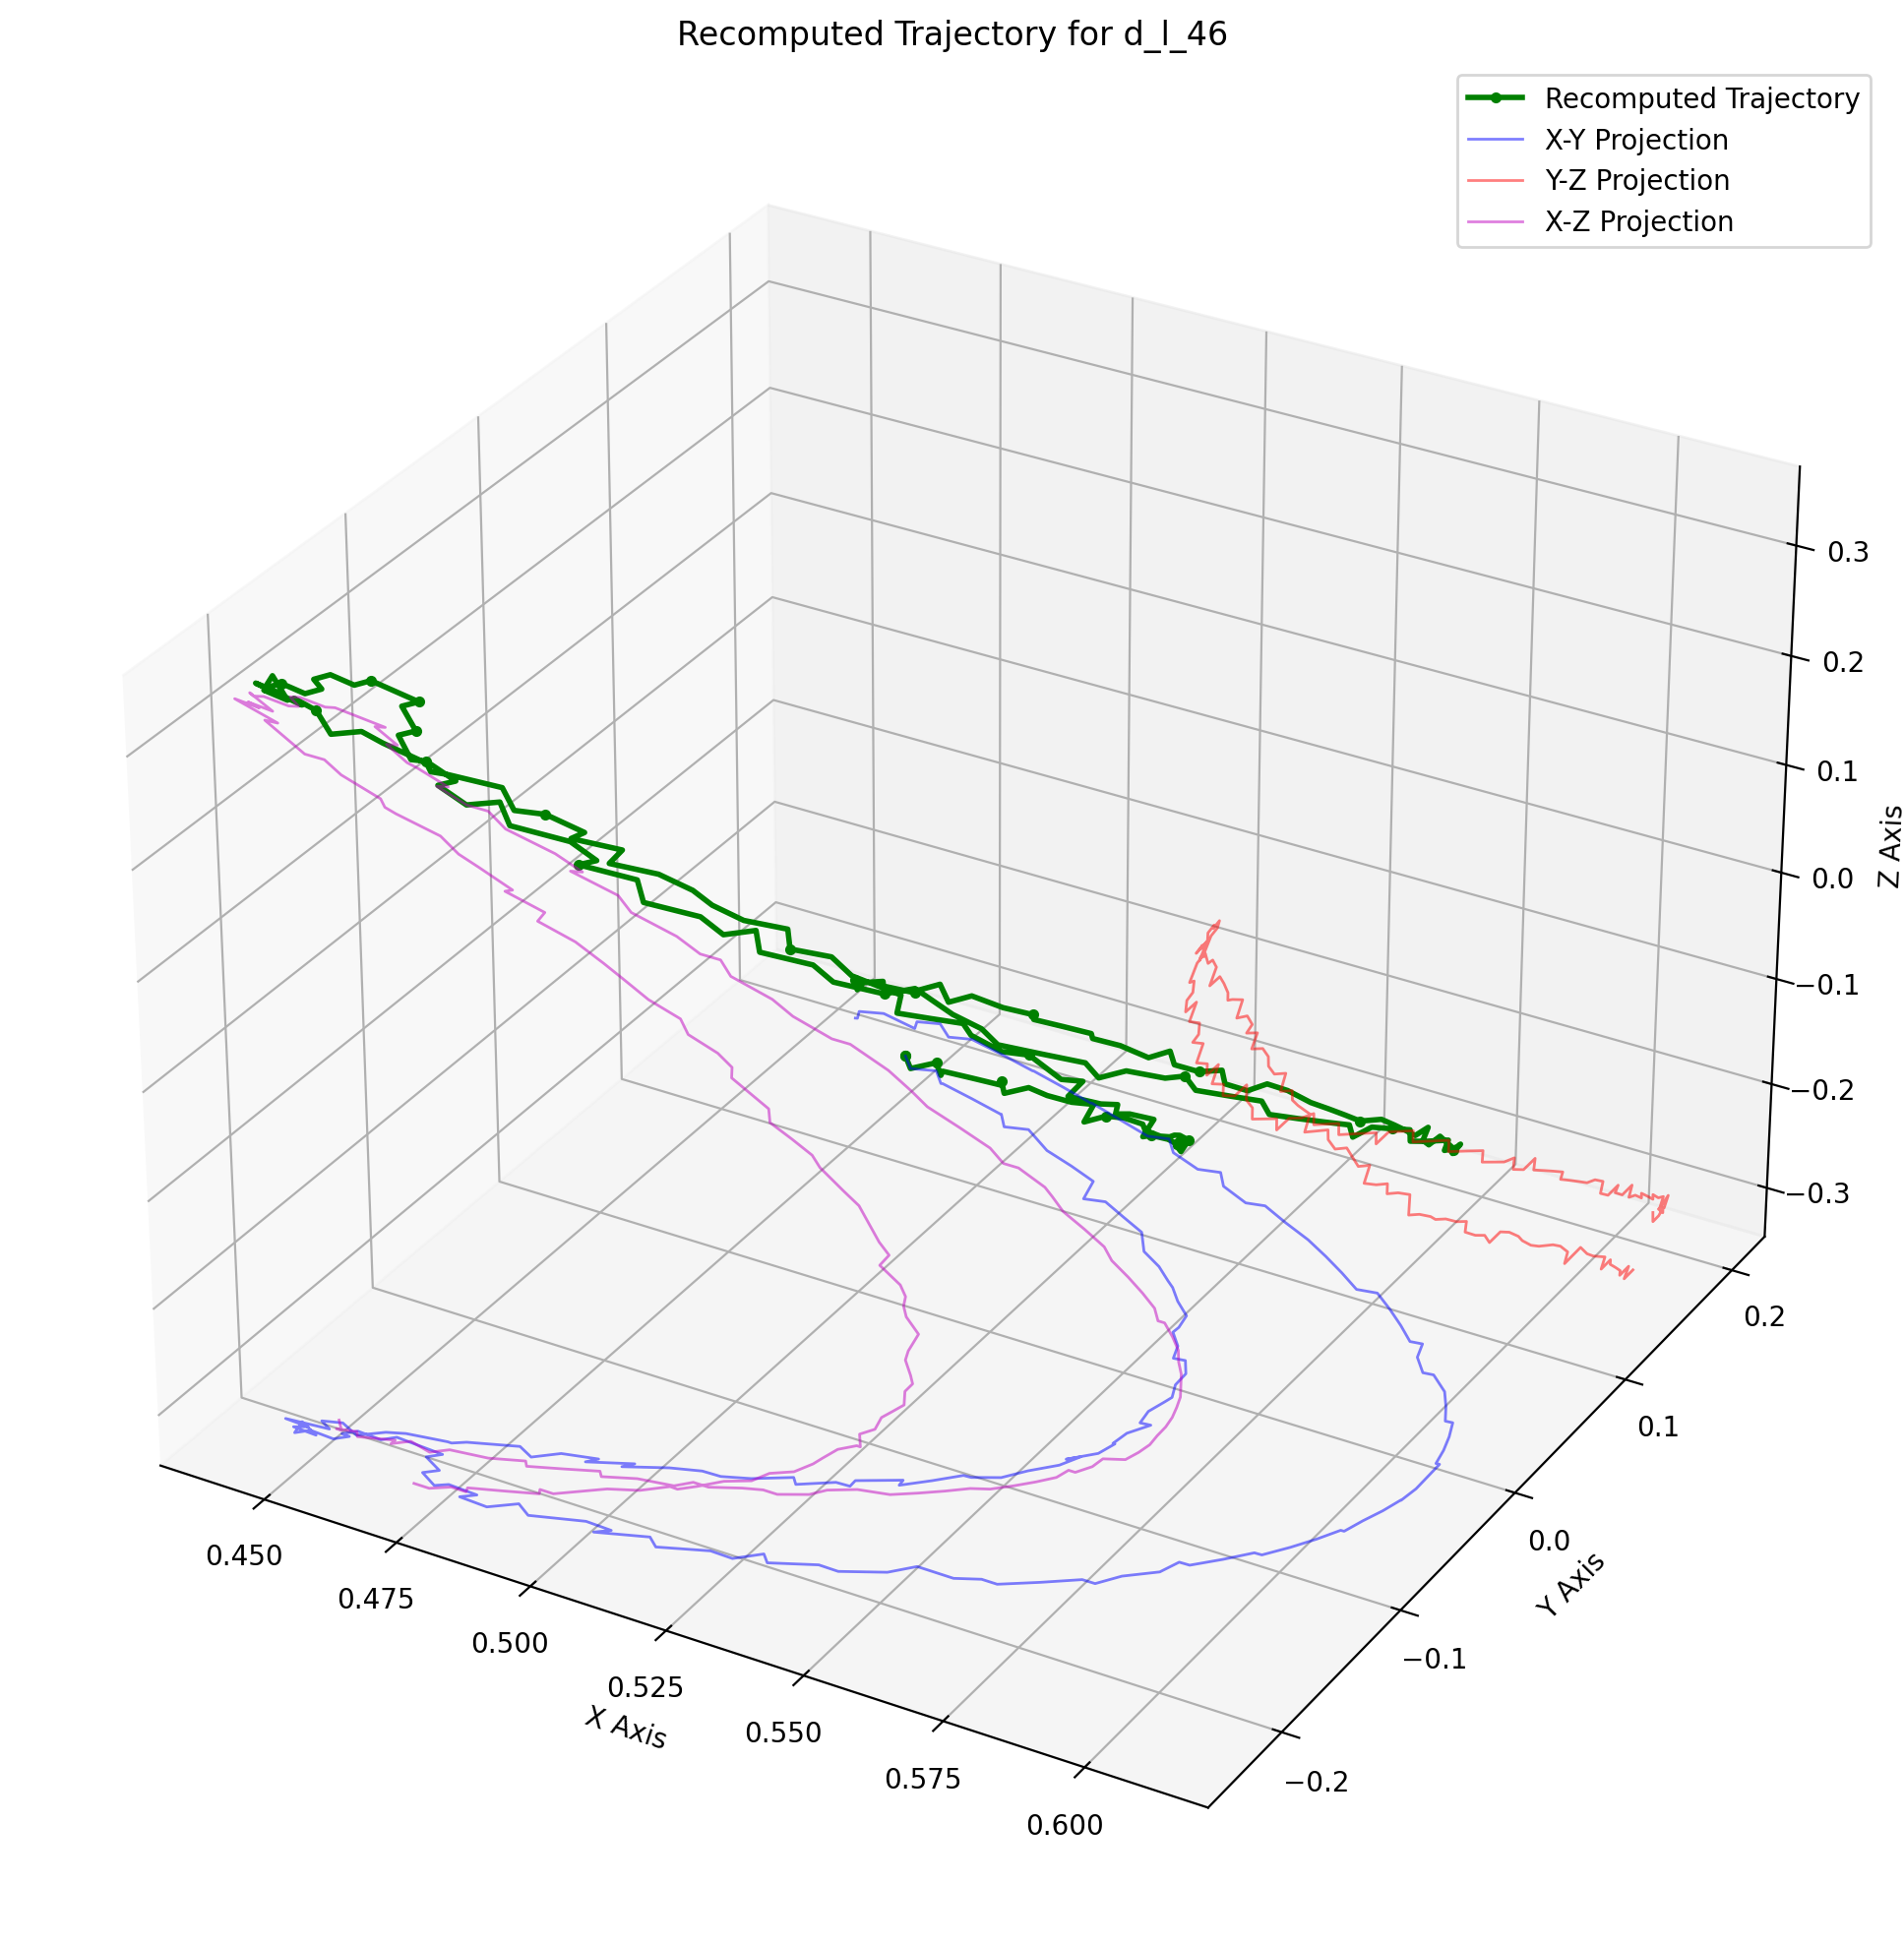 Recomputed Trajectory for d_l_46
Recomputed Trajectory
X-Y Projection
Y-Z Projection
X-Z Projection
0.3
0.2
0.1
0.0
−0.1
−0.2
−0.3
Z Axis
0.2
0.1
0.0
−0.1
−0.2
Y Axis
0.450
0.475
0.500
0.525
0.550
0.575
0.600
X Axis